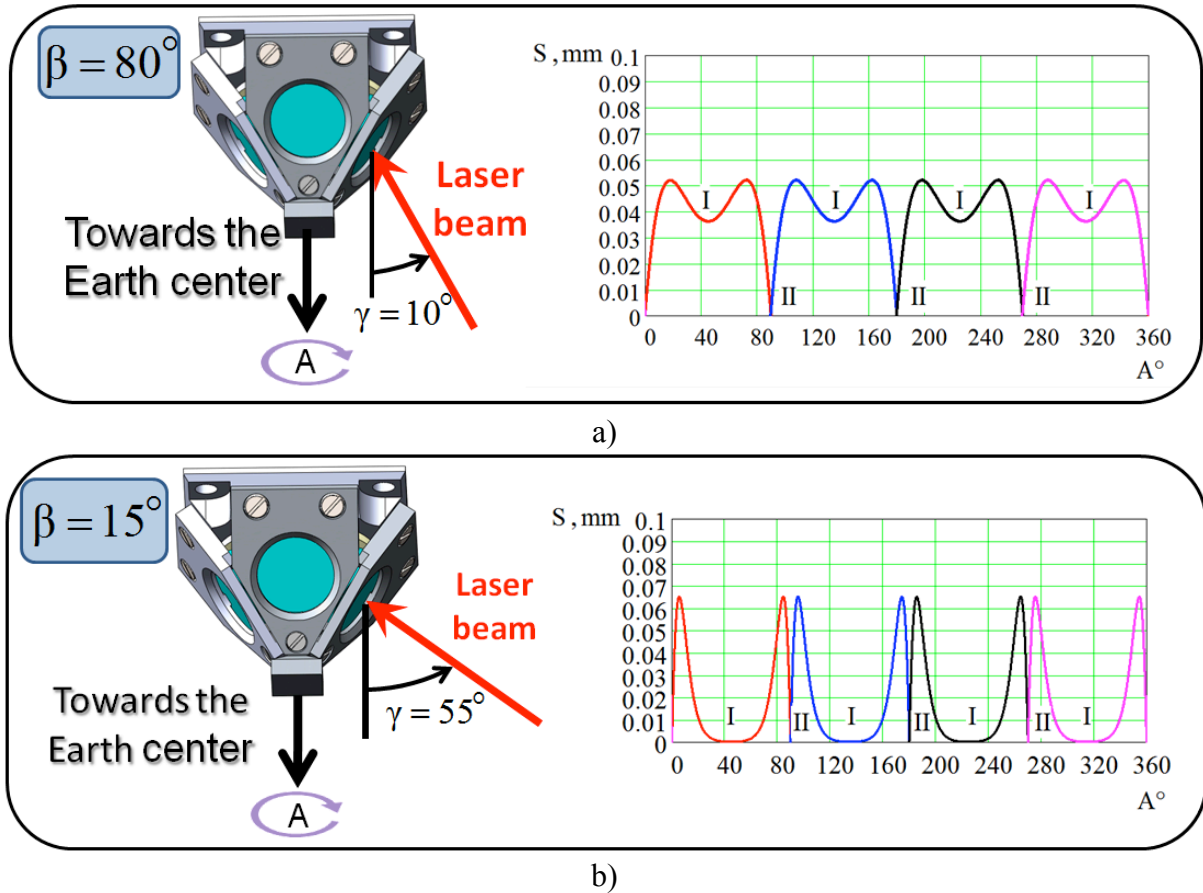 β = 80°
Laser
beam
Towards the
Earth center
γ = 10°
A
S , mm
0.1
0.09
0.08
0.07
0.06
0.05
0.04
0.03
0.02
0.01
0
I I I I
II II II
0 40 80 120 160 200 240 280 320 360
A°
a)
β = 15°
Laser
beam
Towards the
Earth center
γ = 55°
A
S , mm
0.1
0.09
0.08
0.07
0.06
0.05
0.04
0.03
0.02
0.01
0
I II I II I II I
0 40 80 120 160 200 240 280 320 360
A°
b)